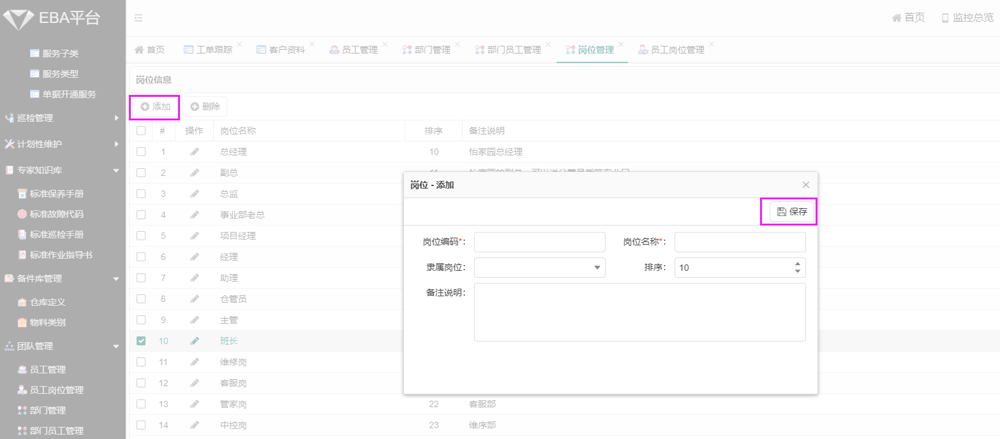 EBA平台
首页 监控总览
首页 工单跟踪 客户资料 员工管理 部门管理 部门员工管理 岗位管理 员工岗位管理
服务子类
服务类型
单据开通服务
巡检管理
计划性维护
专家知识库
标准保养手册
标准故障代码
标准巡检手册
标准作业指导书
备件库管理
仓库定义
物料类别
团队管理
员工管理
员工岗位管理
部门管理
部门员工管理
岗位信息
添加 删除
# 操作 岗位名称 排序 备注说明
1 总经理 10 怡家园总经理
2 副总
3 总监
4 事业部老总
5 项目经理
6 经理
7 助理
8 仓管员
9 主管
10 班长
11 维修岗
12 客服岗
13 管家岗 22 客服部
14 中控岗 23 维序部
岗位 - 添加
保存
岗位编码*: 岗位名称*:
隶属岗位: 排序: 10
备注说明: